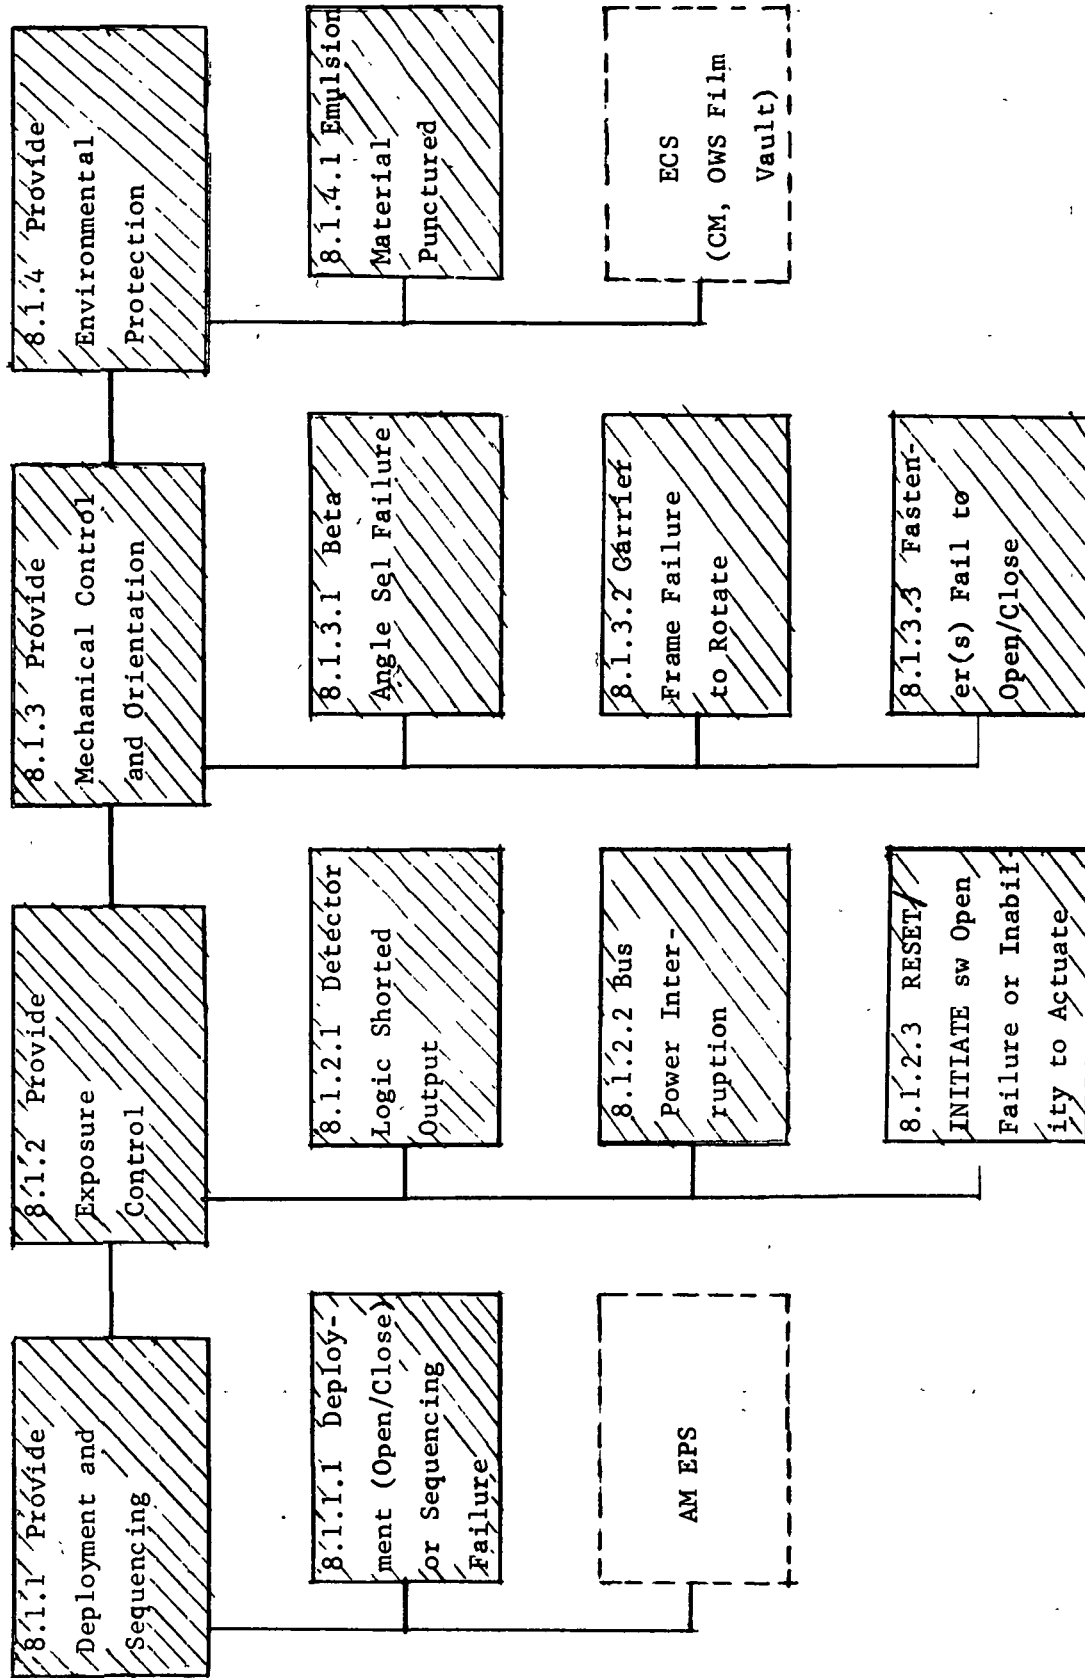 8.1.1 Provide
Deployment and
Sequencing
8.1.1.1 Deploy-
ment (Open/Close)
or Sequencing
Failure
AM EPS
8.1.2 Provide
Exposure
Control
8.1.2.1 Detector
Logic Shorted
Output
8.1.2.2 Bus
Power Inter-
ruption
8.1.2.3 RESET/
INITIATE sw Open
Failure or Inabil-
ity to Actuate
8.1.3 Provide
Mechanical Control
and Orientation
8.1.3.1 Beta
Angle Sel Failure
8.1.3.2 Carrier
Frame Failure
to Rotate
8.1.3.3 Fasten-
er(s) Fail to
Open/Close
8.1.4 Provide
Environmental
Protection
8.1.4.1 Emulsion
Material
Punctured
ECS
(CM, OWS Film
Vault)